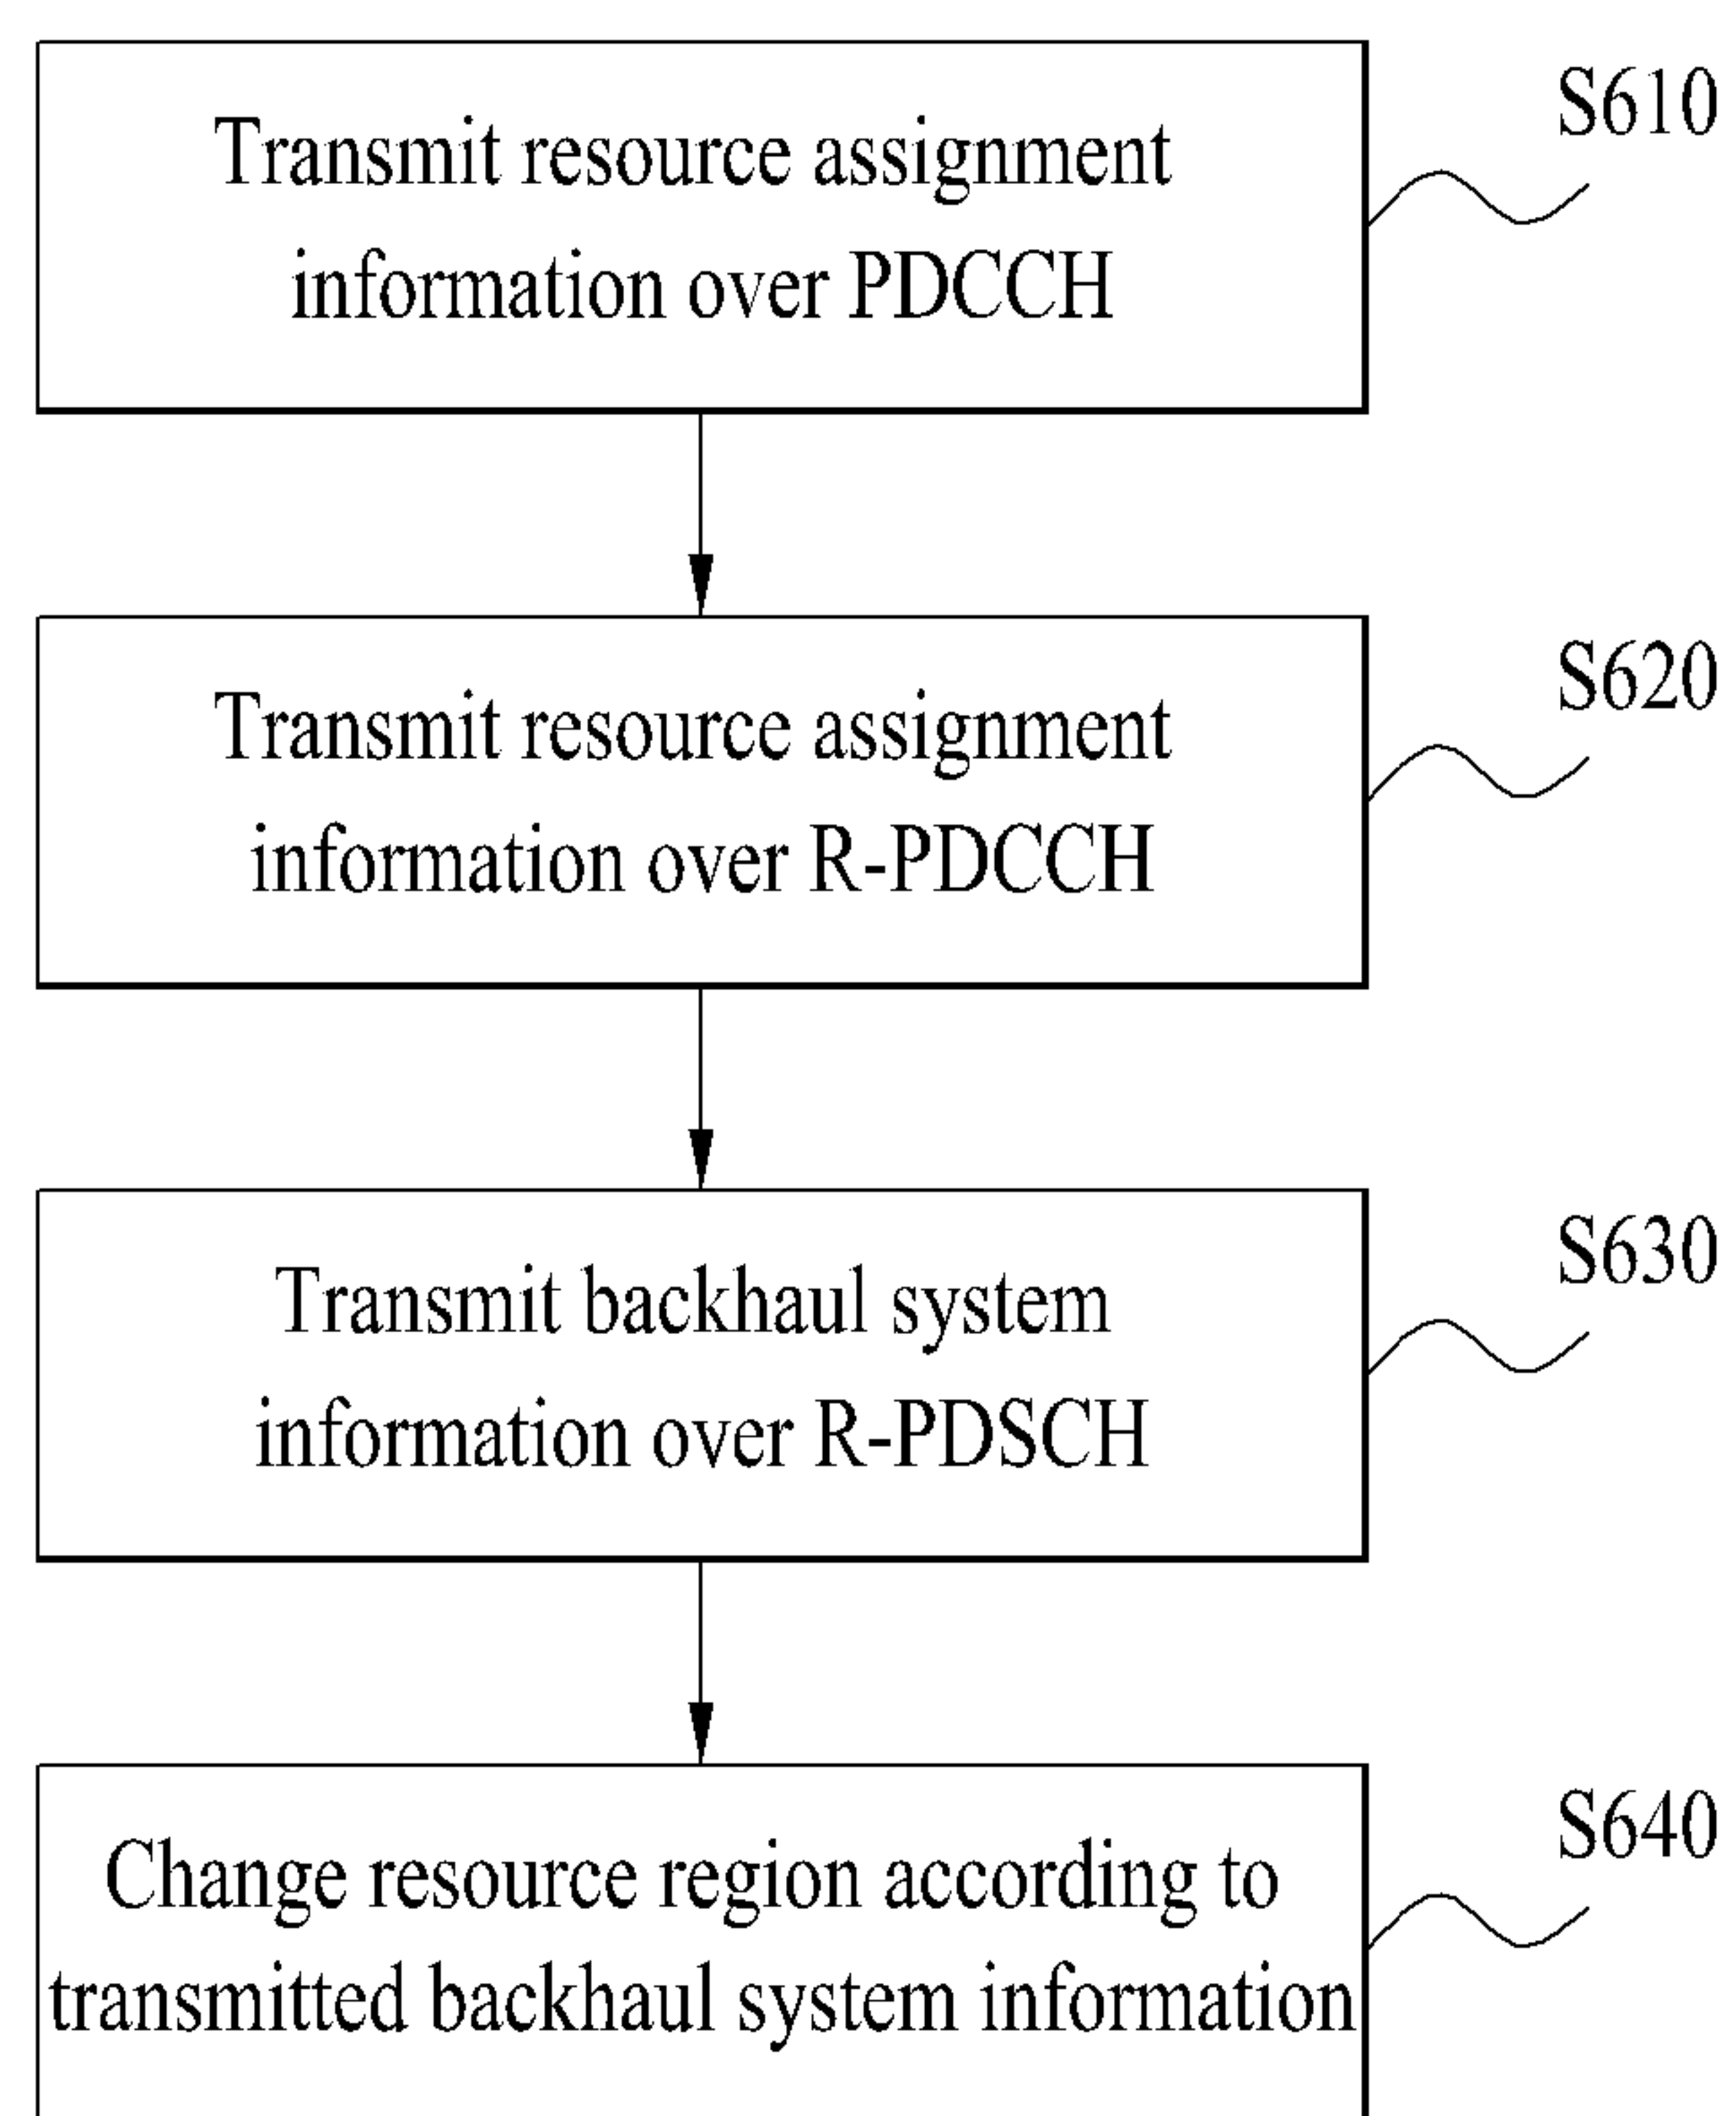 Transmit resource assignment
information over PDCCH
S610
Transmit resource assignment
information over R-PDCCH
S620
Transmit backhaul system
information over R-PDSCH
S630
Change resource region according to
transmitted backhaul system information
S640